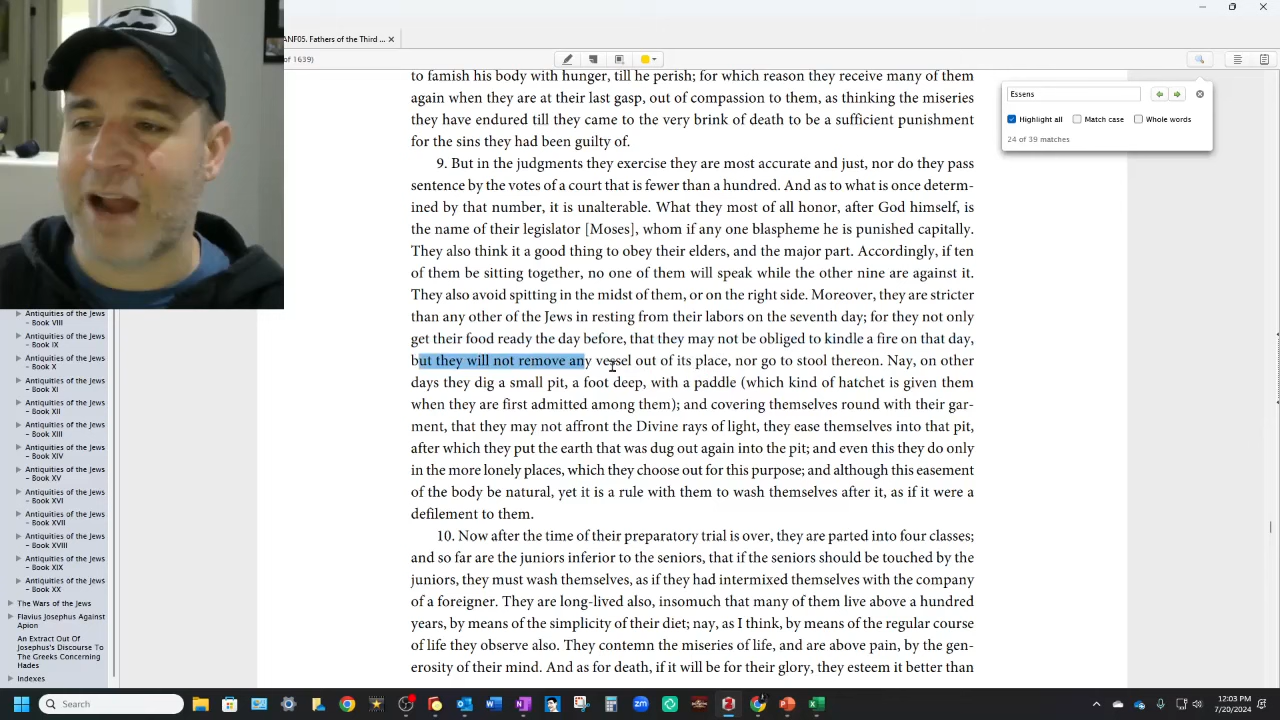 ANF05. Fathers of the Third ...
of 1639)
Essens
Highlight all
Match case
Whole words
24 of 39 matches
to famish his body with hunger, till he perish; for which reason they receive many of them
again when they are at their last gasp, out of compassion to them, as thinking the miseries
they have endured till they came to the very brink of death to be a sufficient punishment
for the sins they had been guilty of.
9. But in the judgments they exercise they are most accurate and just, nor do they pass
sentence by the votes of a court that is fewer than a hundred. And as to what is once determ-
ined by that number, it is unalterable. What they most of all honor, after God himself, is
the name of their legislator [Moses], whom if any one blaspheme he is punished capitally.
They also think it a good thing to obey their elders, and the major part. Accordingly, if ten
of them be sitting together, no one of them will speak while the other nine are against it.
They also avoid spitting in the midst of them, or on the right side. Moreover, they are stricter
than any other of the Jews in resting from their labors on the seventh day; for they not only
get their food ready the day before, that they may not be obliged to kindle a fire on that day,
but they will not remove any vessel out of its place, nor go to stool thereon. Nay, on other
days they dig a small pit, a foot deep, with a paddle (which kind of hatchet is given them
when they are first admitted among them); and covering themselves round with their gar-
ment, that they may not affront the Divine rays of light, they ease themselves into that pit,
after which they put the earth that was dug out again into the pit; and even this they do only
in the more lonely places, which they choose out for this purpose; and although this easement
of the body be natural, yet it is a rule with them to wash themselves after it, as if it were a
defilement to them.
10. Now after the time of their preparatory trial is over, they are parted into four classes;
and so far are the juniors inferior to the seniors, that if the seniors should be touched by the
juniors, they must wash themselves, as if they had intermixed themselves with the company
of a foreigner. They are long-lived also, insomuch that many of them live above a hundred
years, by means of the simplicity of their diet; nay, as I think, by means of the regular course
of life they observe also. They contemn the miseries of life, and are above pain, by the gen-
erosity of their mind. And as for death, if it will be for their glory, they esteem it better than
Antiquities of the Jews
- Book VIII
Antiquities of the Jews
- Book IX
Antiquities of the Jews
- Book X
Antiquities of the Jews
- Book XI
Antiquities of the Jews
- Book XII
Antiquities of the Jews
- Book XIII
Antiquities of the Jews
- Book XIV
Antiquities of the Jews
- Book XV
Antiquities of the Jews
- Book XVI
Antiquities of the Jews
- Book XVII
Antiquities of the Jews
- Book XVIII
Antiquities of the Jews
- Book XIX
Antiquities of the Jews
- Book XX
The Wars of the Jews
Flavius Josephus Against
Apion
An Extract Out Of
Josephus's Discourse To
The Greeks Concerning
Hades
Indexes
Search
zm
12:03 PM
7/20/2024